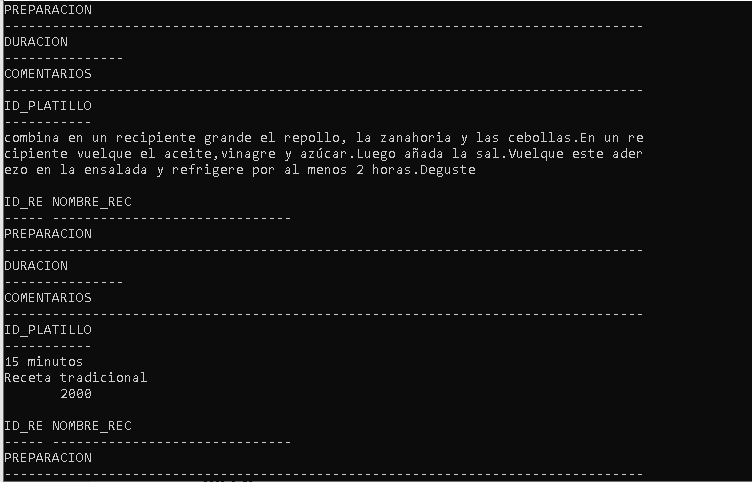 PREPARACION
--------------------------------------------------------------------------------
DURACION
---------------
COMENTARIOS
--------------------------------------------------------------------------------
ID_PLATILLO
-----------
combina en un recipiente grande el repollo, la zanahoria y las cebollas.En un re
cipiente vuelque el aceite,vinagre y azúcar.Luego añada la sal.Vuelque este ader
ezo en la ensalada y refrigere por al menos 2 horas.Deguste
ID_RE NOMBRE_REC
----- ------------------------------
PREPARACION
--------------------------------------------------------------------------------
DURACION
---------------
COMENTARIOS
--------------------------------------------------------------------------------
ID_PLATILLO
-----------
15 minutos
Receta tradicional
       2000
ID_RE NOMBRE_REC
----- ------------------------------
PREPARACION
--------------------------------------------------------------------------------